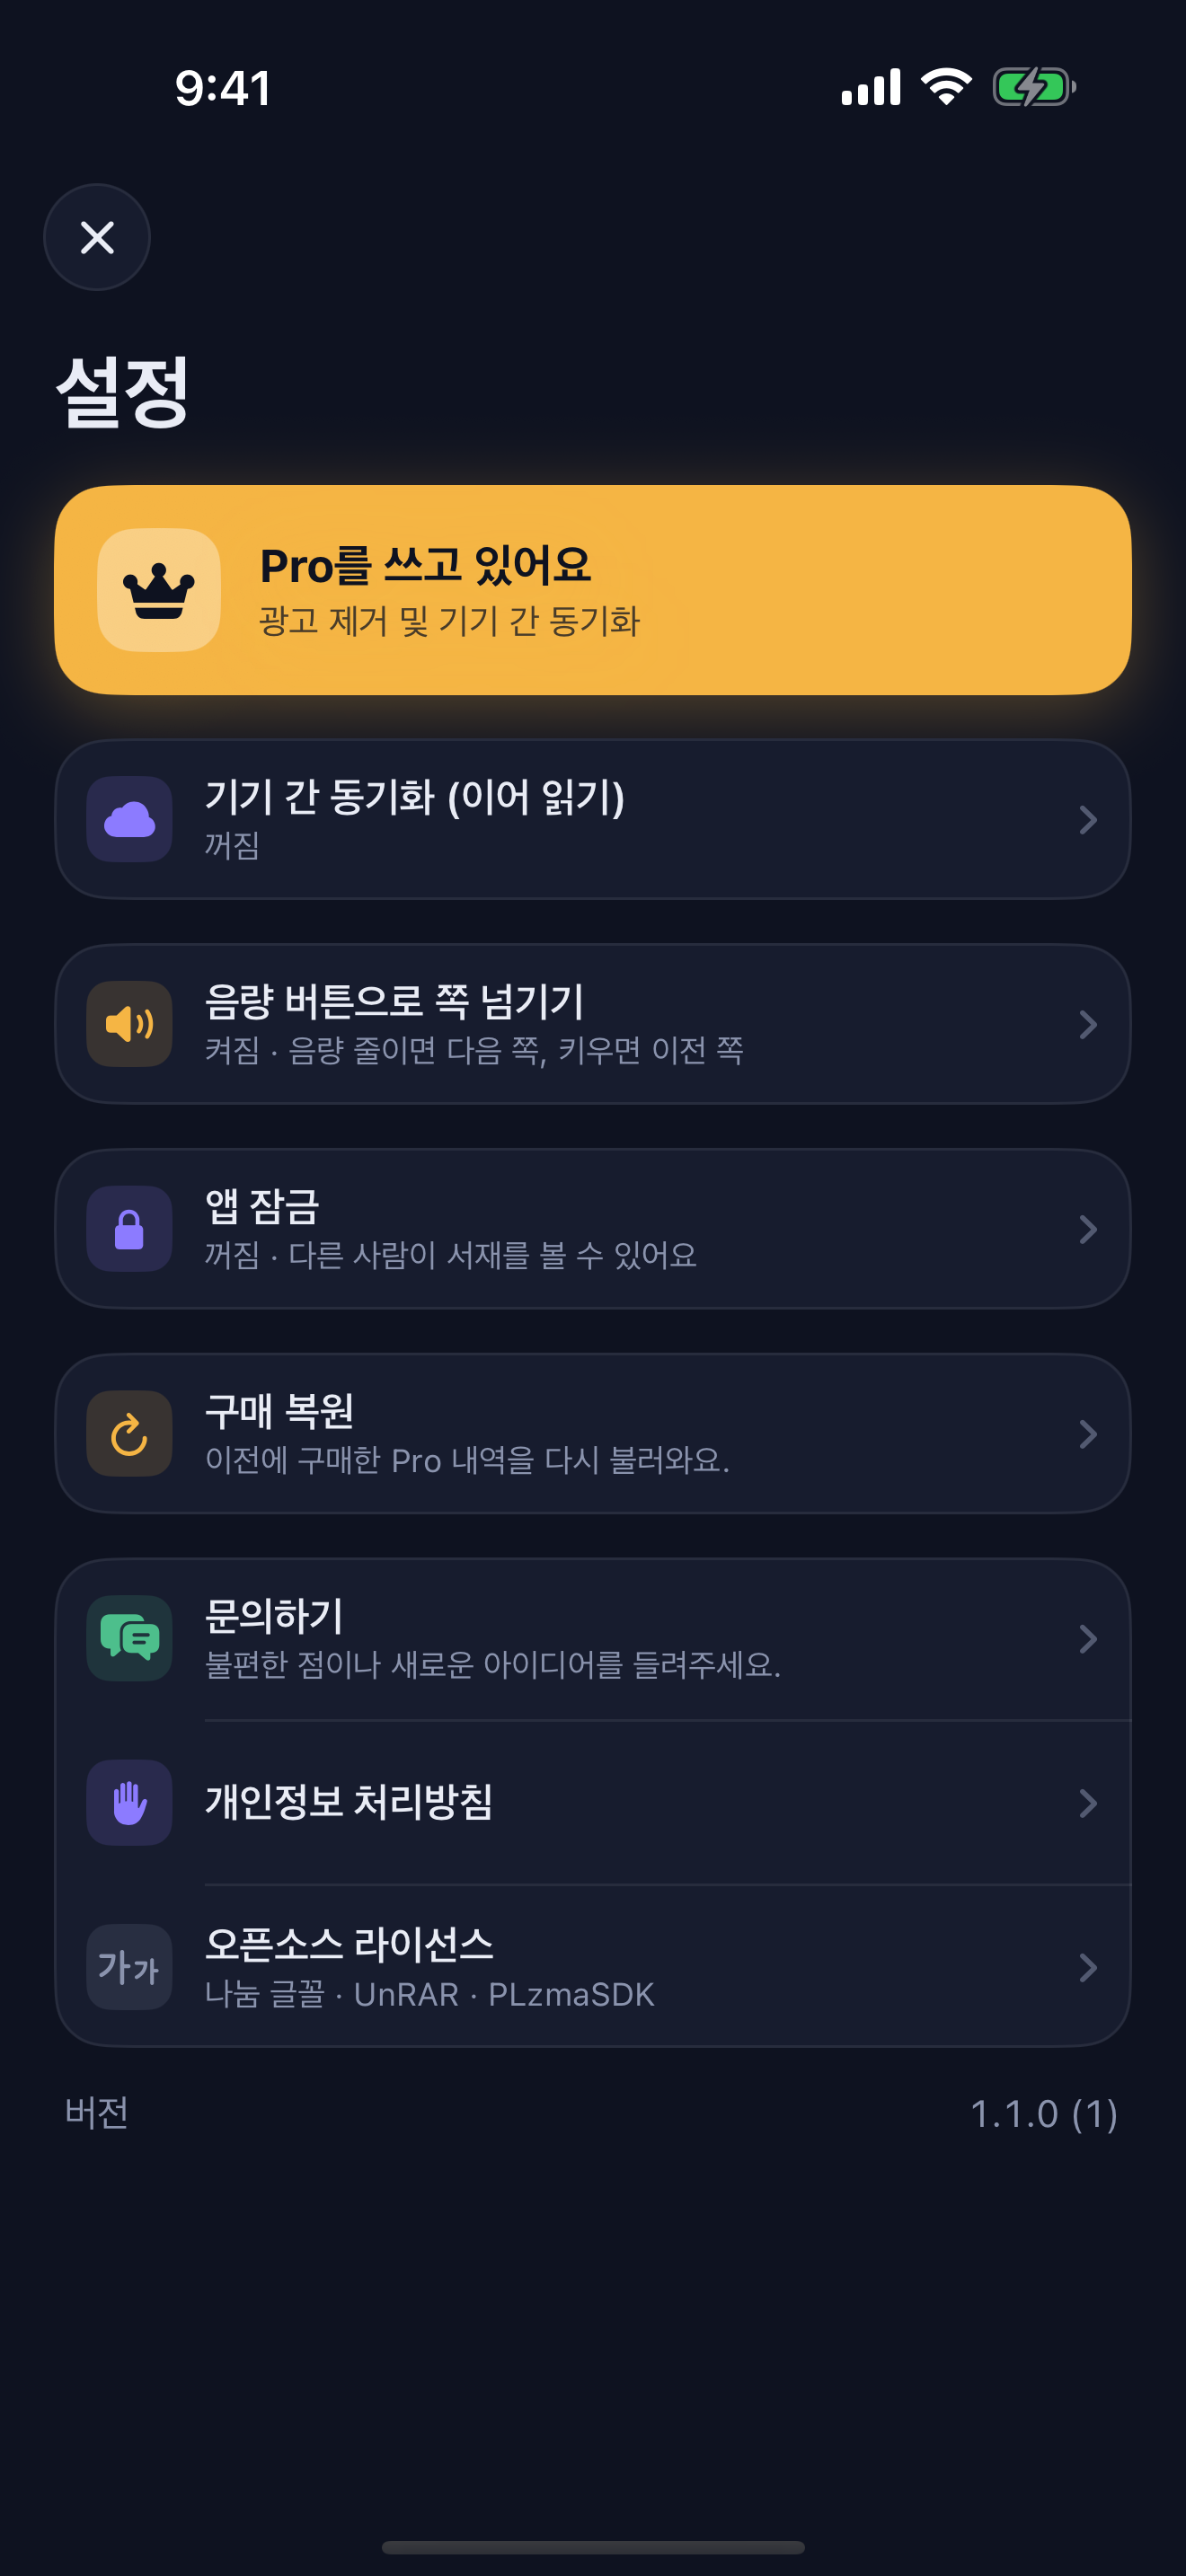 9:41
설정
Pro를 쓰고 있어요
광고 제거 및 기기 간 동기화
기기 간 동기화 (이어 읽기)
꺼짐
음량 버튼으로 쪽 넘기기
켜짐 · 음량 줄이면 다음 쪽, 키우면 이전 쪽
앱 잠금
꺼짐 · 다른 사람이 서재를 볼 수 있어요
구매 복원
이전에 구매한 Pro 내역을 다시 불러와요.
문의하기
불편한 점이나 새로운 아이디어를 들려주세요.
개인정보 처리방침
가가
오픈소스 라이선스
나눔 글꼴 · UnRAR · PLzmaSDK
버전 1.1.0 (1)